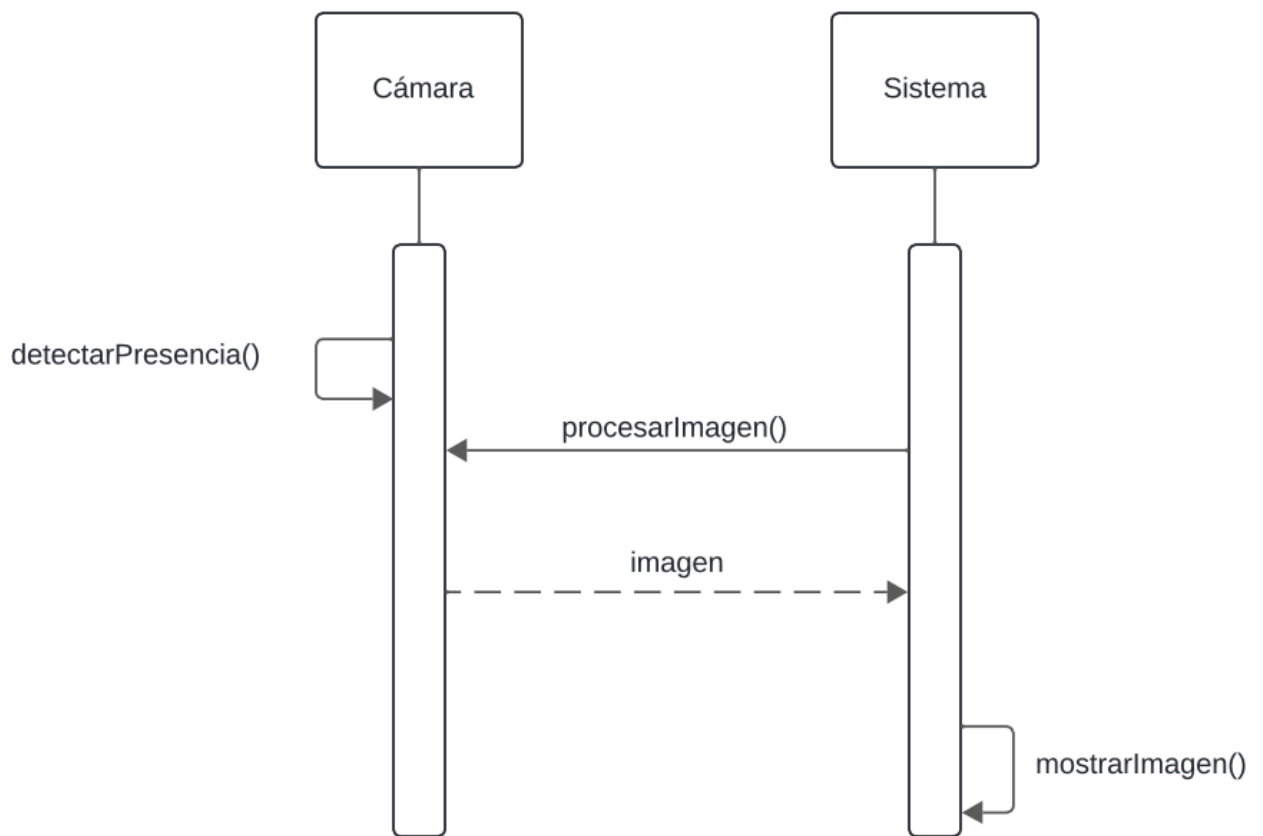 Cámara
Sistema
detectarPresencia()
procesarImagen()
imagen
mostrarImagen()